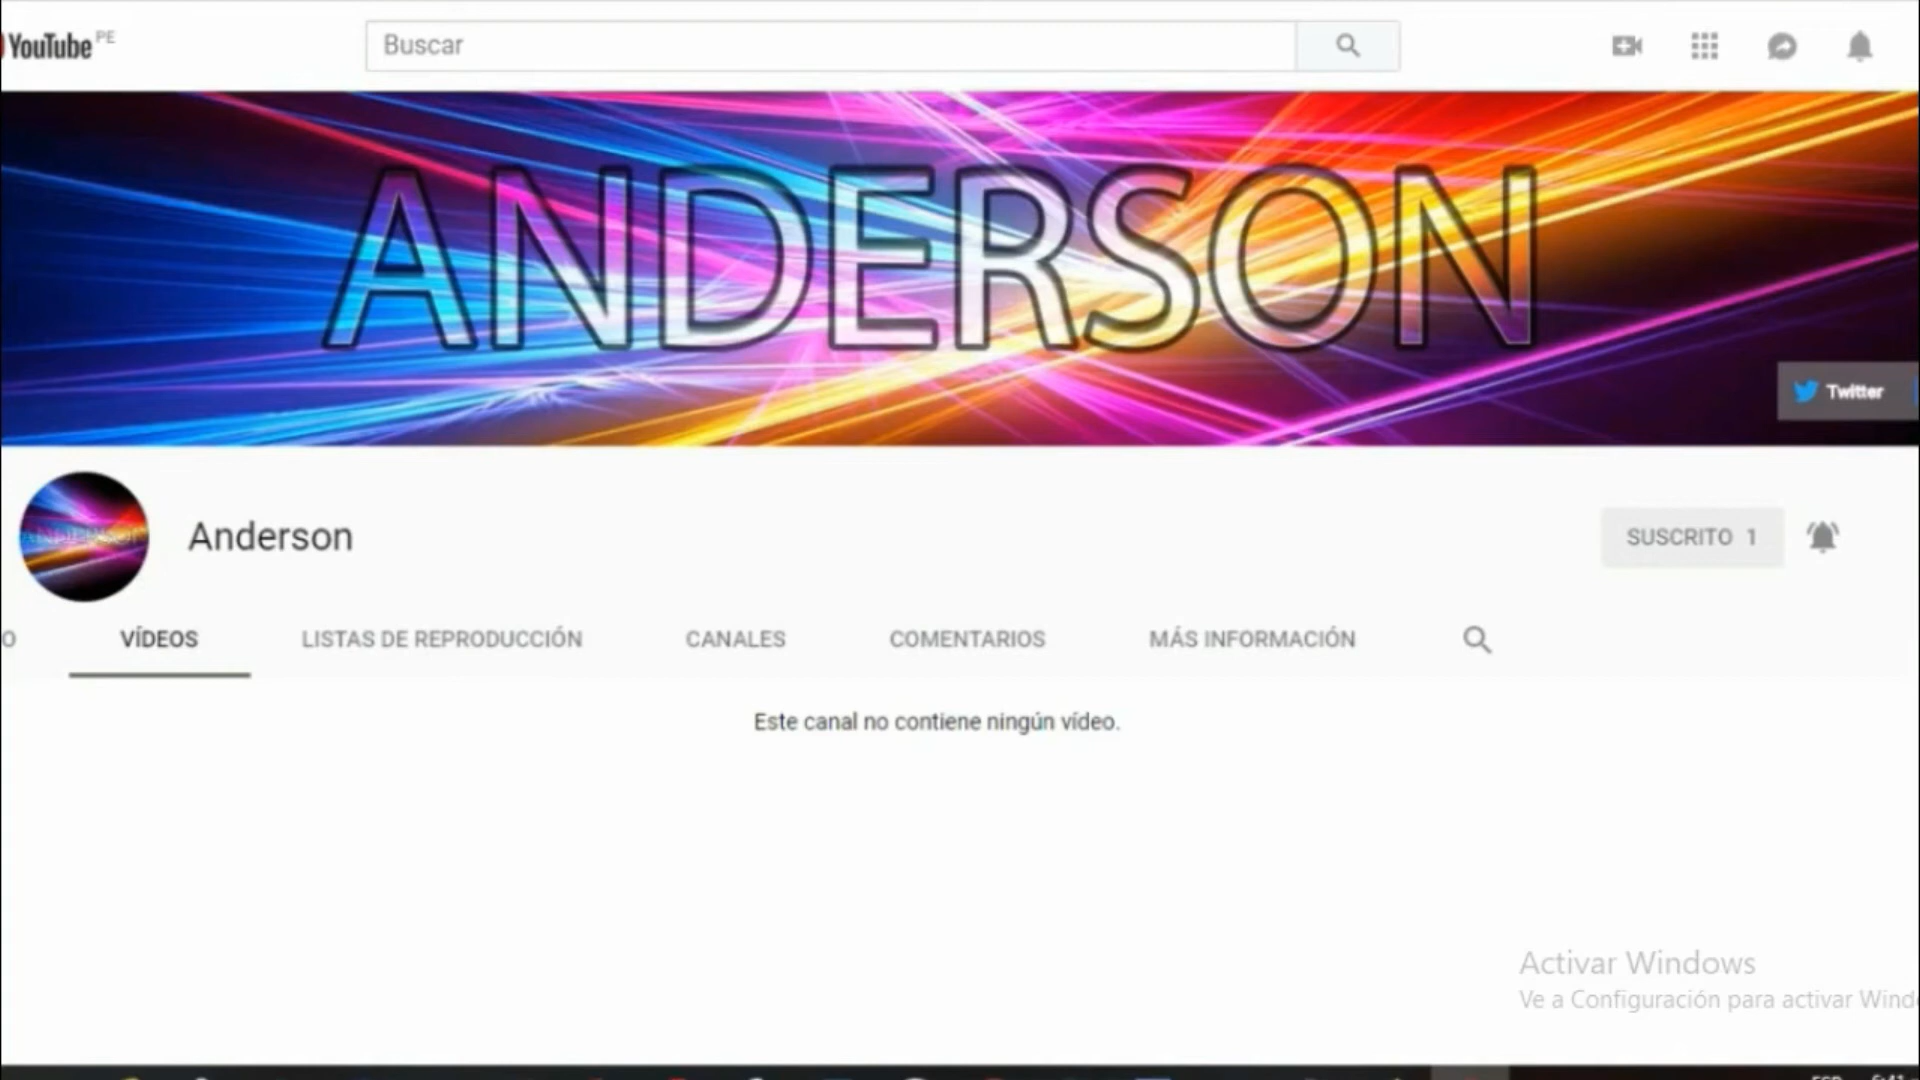 YouTube PE
Buscar
ANDERSON
Twitter
Anderson
SUSCRITO 1
O VÍDEOS LISTAS DE REPRODUCCIÓN CANALES COMENTARIOS MÁS INFORMACIÓN
Este canal no contiene ningún vídeo.
Activar Windows
Ve a Configuración para activar Wind